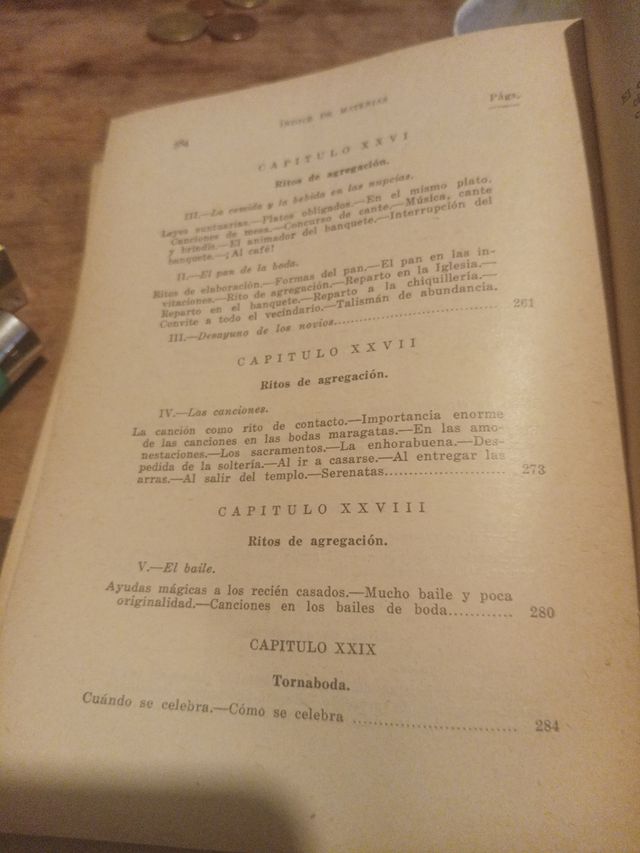 ÍNDICE DE MATERIAS
Págs.
CAPITULO XXVI
Ritos de agregación.
III.—La comida y la bebida en las nupcias.
Leyes suntuarias.—Platos obligados.—En el mismo plato.
Canciones de mesa.—Concurso de cante.—Música, cante
y brindis.—El animador del banquete.—Interrupción del
banquete.—¡Al café!
II.—El pan de la boda.
Ritos de elaboración.—Formas del pan.—El pan en las in-
vitaciones.—Rito de agregación.—Reparto en la Iglesia.—
Reparto en el banquete.—Reparto a la chiquillería.—
Convite a todo el vecindario.—Talismán de abundancia.
III.—Desayuno de los novios.................................... 261
CAPITULO XXVII
Ritos de agregación.
IV.—Las canciones.
La canción como rito de contacto.—Importancia enorme
de las canciones en las bodas maragatas.—En las amo-
nestaciones.—Los sacramentos.—La enhorabuena.—Des-
pedida de la soltería.—Al ir a casarse.—Al entregar las
arras.—Al salir del templo.—Serenatas........................ 273
CAPITULO XXVIII
Ritos de agregación.
V.—El baile.
Ayudas mágicas a los recién casados.—Mucho baile y poca
originalidad.—Canciones en los bailes de boda............ 280
CAPITULO XXIX
Tornaboda.
Cuándo se celebra.—Cómo se celebra .............................. 284